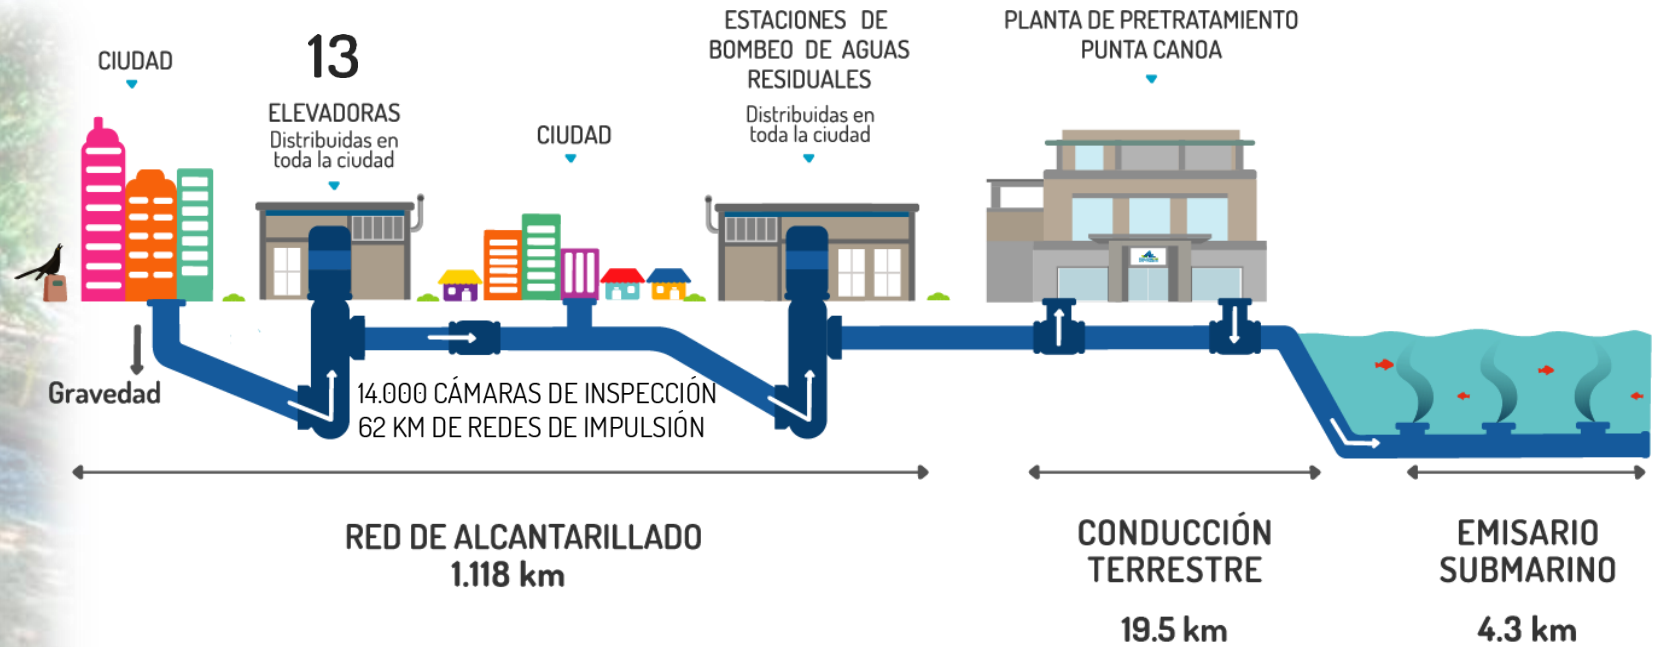 CIUDAD
13
ELEVADORAS
Distribuidas en
toda la ciudad
CIUDAD
ESTACIONES DE
BOMBEO DE AGUAS
RESIDUALES
Distribuidas en
toda la ciudad
PLANTA DE PRETRATAMIENTO
PUNTA CANOA
Gravedad
14.000 CÁMARAS DE INSPECCIÓN
62 KM DE REDES DE IMPULSIÓN
RED DE ALCANTARILLADO
1.118 km
CONDUCCIÓN
TERRESTRE
19.5 km
EMISARIO
SUBMARINO
4.3 km